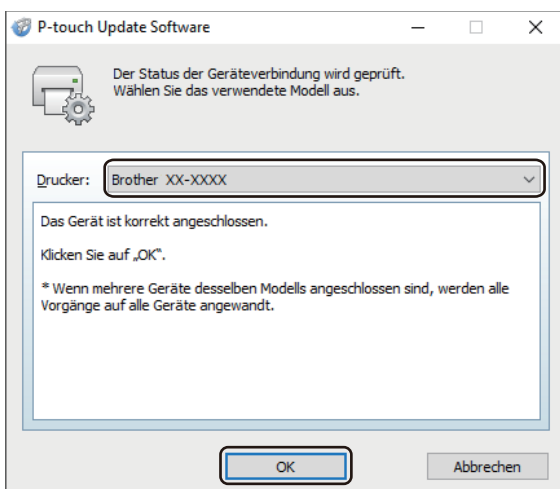 P-touch Update Software
Der Status der Geräteverbindung wird geprüft.
Wählen Sie das verwendete Modell aus.
Drucker: Brother XX-XXXX
Das Gerät ist korrekt angeschlossen.
Klicken Sie auf „OK“.
* Wenn mehrere Geräte desselben Modells angeschlossen sind, werden alle
Vorgänge auf alle Geräte angewandt.
OK Abbrechen